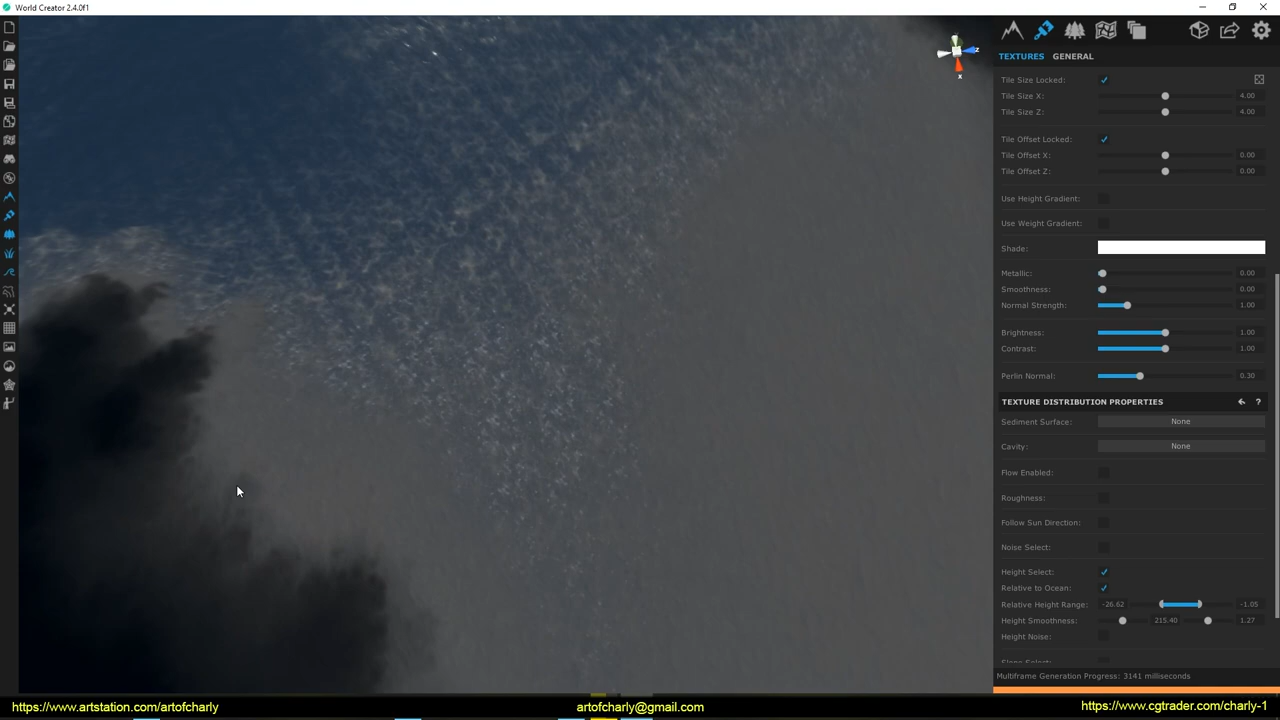 World Creator 2.4.0f1
z
x
TEXTURES GENERAL
Tile Size Locked:
Tile Size X: 4.00
Tile Size Z: 4.00
Tile Offset Locked:
Tile Offset X: 0.00
Tile Offset Z: 0.00
Use Height Gradient:
Use Weight Gradient:
Shade:
Metallic: 0.00
Smoothness: 0.00
Normal Strength: 1.00
Brightness: 1.00
Contrast: 1.00
Perlin Normal: 0.30
TEXTURE DISTRIBUTION PROPERTIES ?
Sediment Surface: None
Cavity: None
Flow Enabled:
Roughness:
Follow Sun Direction:
Noise Select:
Height Select:
Relative to Ocean:
Relative Height Range: -26.62 -1.05
Height Smoothness: 215.40 1.27
Height Noise:
Slope Select:
Multiframe Generation Progress: 3141 milliseconds
https://www.artstation.com/artofcharly artofcharly@gmail.com https://www.cgtrader.com/charly-1